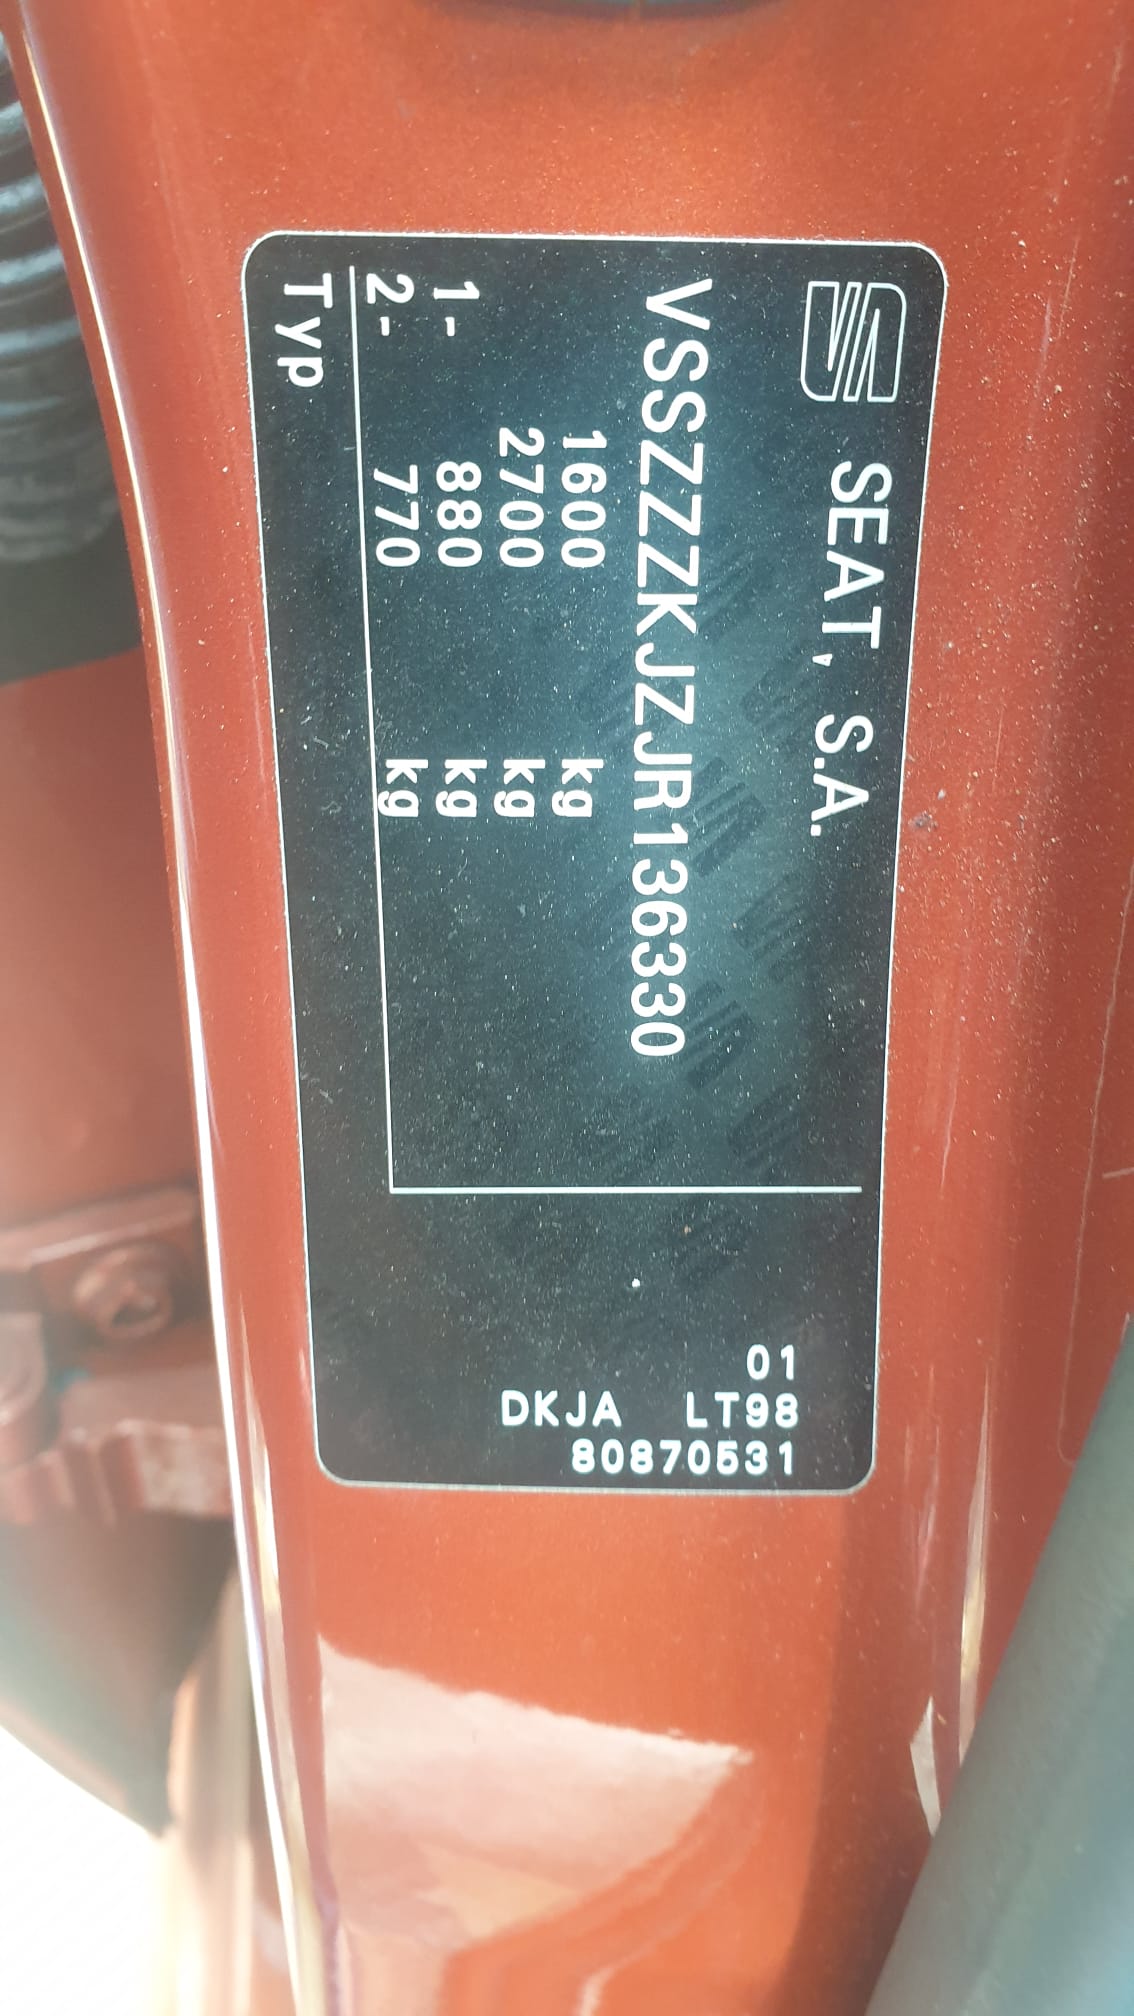 SEAT, S.A.
VSSZZZKJZJR136330
1600 kg
2700 kg
1- 880 kg
2- 770 kg
Typ
01
DKJA LT98
80870531